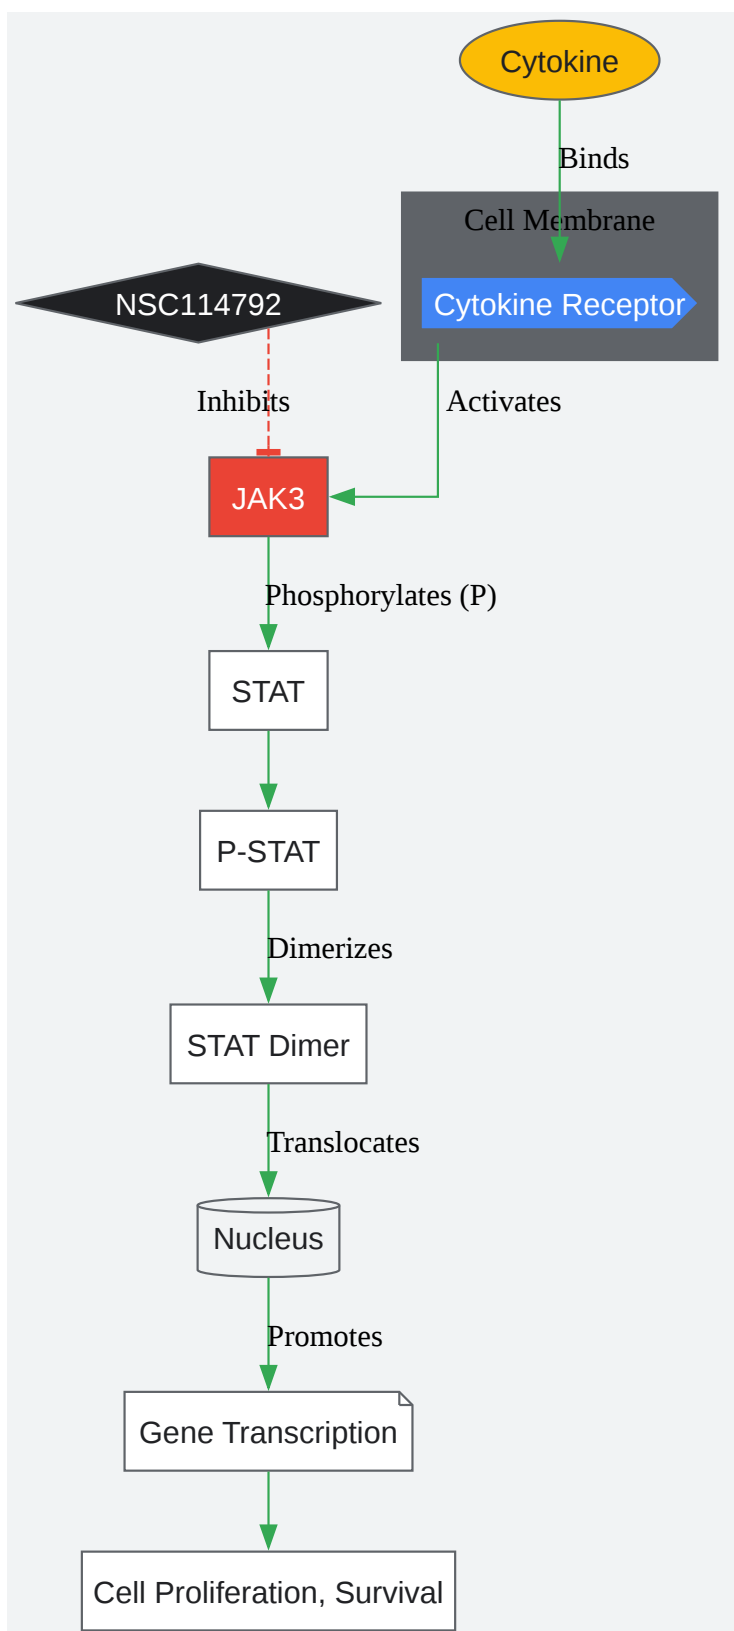 Cytokine
Binds
Cell Membrane
NSC114792
Cytokine Receptor
Inhibits
Activates
JAK3
Phosphorylates (P)
STAT
P-STAT
Dimerizes
STAT Dimer
Translocates
Nucleus
Promotes
Gene Transcription
Cell Proliferation, Survival